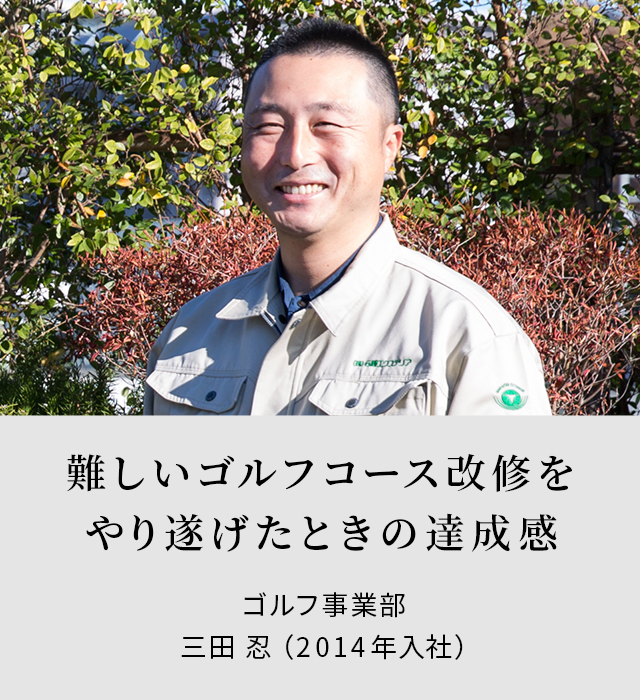 難しいゴルフコース改修を
やり遂げたときの達成感
ゴルフ事業部
三田 忍（2014年入社）